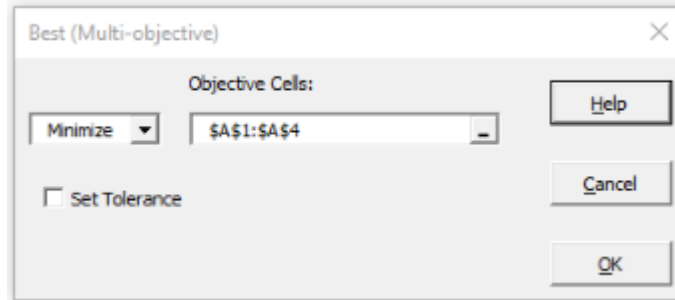 Best (Multi-objective)
Objective Cells:
Minimize
$A$1:$A$4
Help
Set Tolerance
Cancel
OK